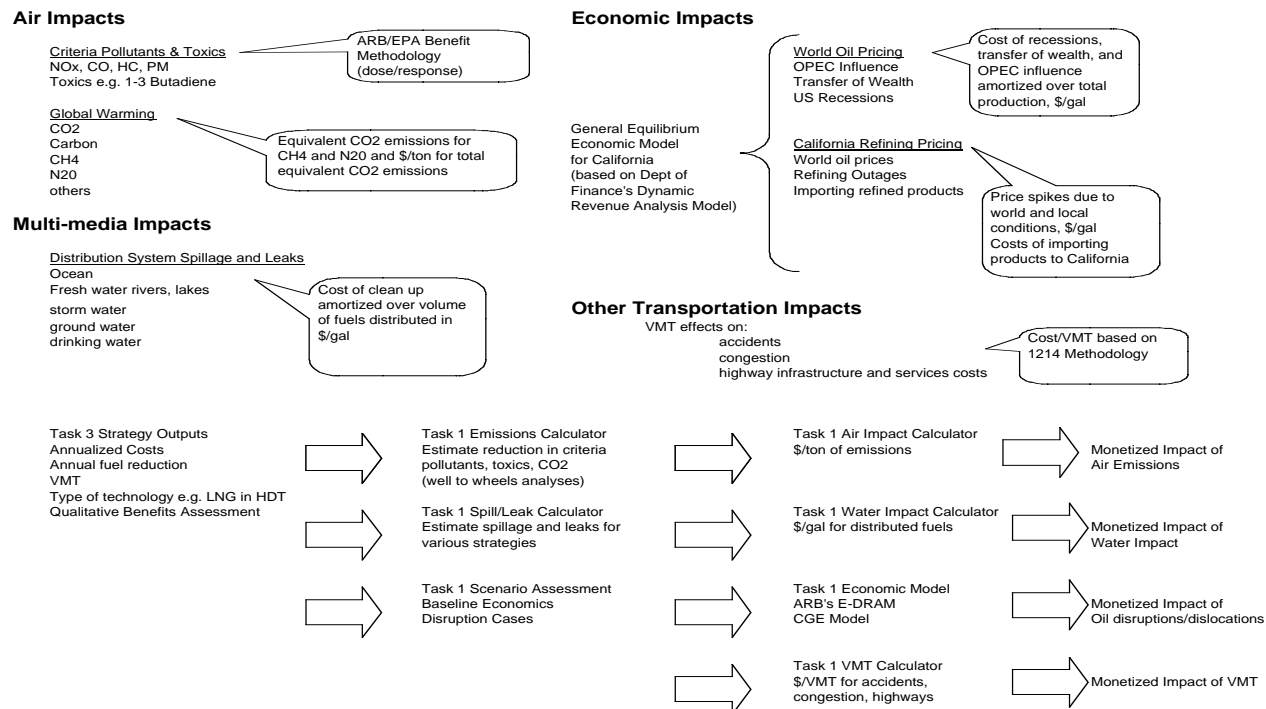 Air Impacts
Criteria Pollutants & Toxics
NOx, CO, HC, PM
Toxics e.g. 1-3 Butadiene
ARB/EPA Benefit
Methodology
(dose/response)
Global Warming
CO2
Carbon
CH4
N20
others
Equivalent CO2 emissions for
CH4 and N20 and $/ton for total
equivalent CO2 emissions
Multi-media Impacts
Distribution System Spillage and Leaks
Ocean
Fresh water rivers, lakes
storm water
ground water
drinking water
Cost of clean up
amortized over volume
of fuels distributed in
$/gal
Economic Impacts
General Equilibrium
Economic Model
for California
(based on Dept of
Finance's Dynamic
Revenue Analysis Model)
World Oil Pricing
OPEC Influence
Transfer of Wealth
US Recessions
Cost of recessions,
transfer of wealth, and
OPEC influence
amortized over total
production, $/gal
California Refining Pricing
World oil prices
Refining Outages
Importing refined products
Price spikes due to
world and local
conditions, $/gal
Costs of importing
products to California
Other Transportation Impacts
VMT effects on:
accidents
congestion
highway infrastructure and services costs
Cost/VMT based on
1214 Methodology
Task 3 Strategy Outputs
Annualized Costs
Annual fuel reduction
VMT
Type of technology e.g. LNG in HDT
Qualitative Benefits Assessment
Task 1 Emissions Calculator
Estimate reduction in criteria
pollutants, toxics, CO2
(well to wheels analyses)
Task 1 Air Impact Calculator
$/ton of emissions
Monetized Impact of
Air Emissions
Task 1 Spill/Leak Calculator
Estimate spillage and leaks for
various strategies
Task 1 Water Impact Calculator
$/gal for distributed fuels
Monetized Impact of
Water Impact
Task 1 Scenario Assessment
Baseline Economics
Disruption Cases
Task 1 Economic Model
ARB's E-DRAM
CGE Model
Monetized Impact of
Oil disruptions/dislocations
Task 1 VMT Calculator
$/VMT for accidents,
congestion, highways
Monetized Impact of VMT